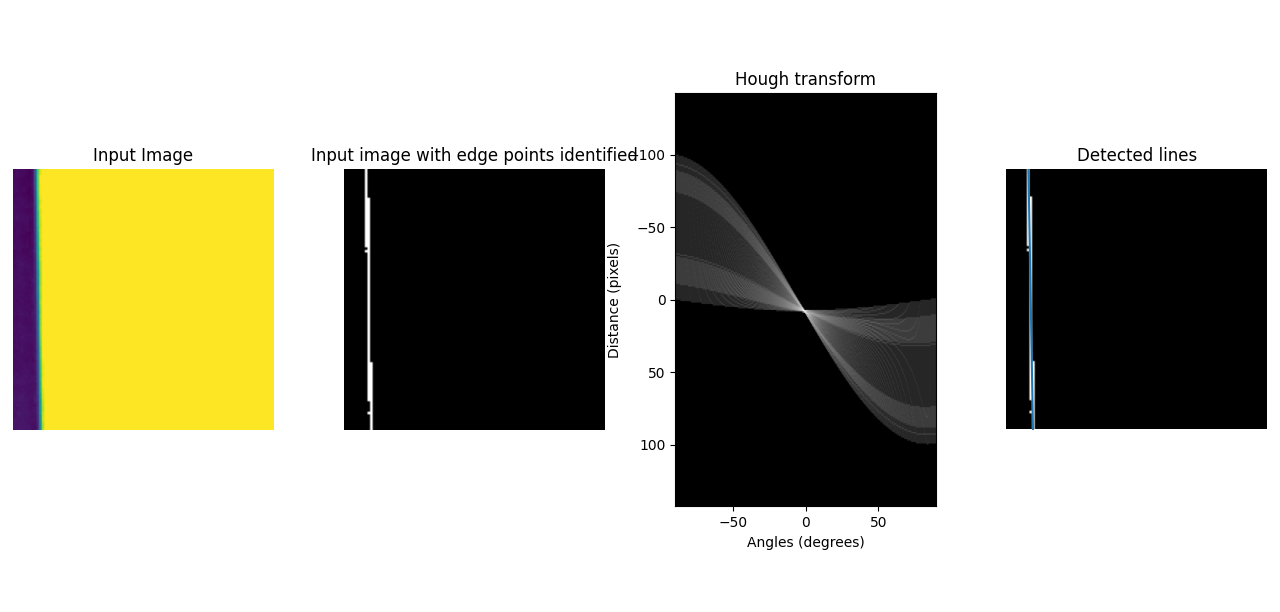 Input Image
Input image with edge points identified
Hough transform
−100
−50
0
50
100
Distance (pixels)
−50
0
50
Angles (degrees)
Detected lines